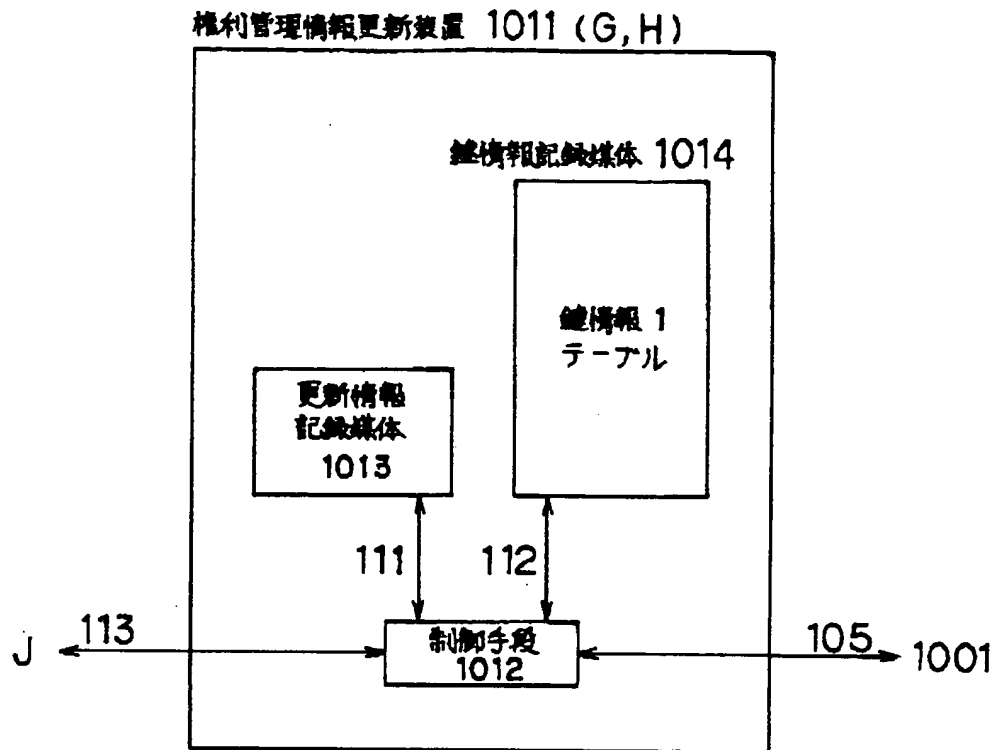 権利管理情報更新装置 1011 (G,H)
鍵情報記録媒体 1014
鍵情報 1
テーブル
更新情報
記録媒体
1013
111
112
113
制御手段
1012
105
J
1001